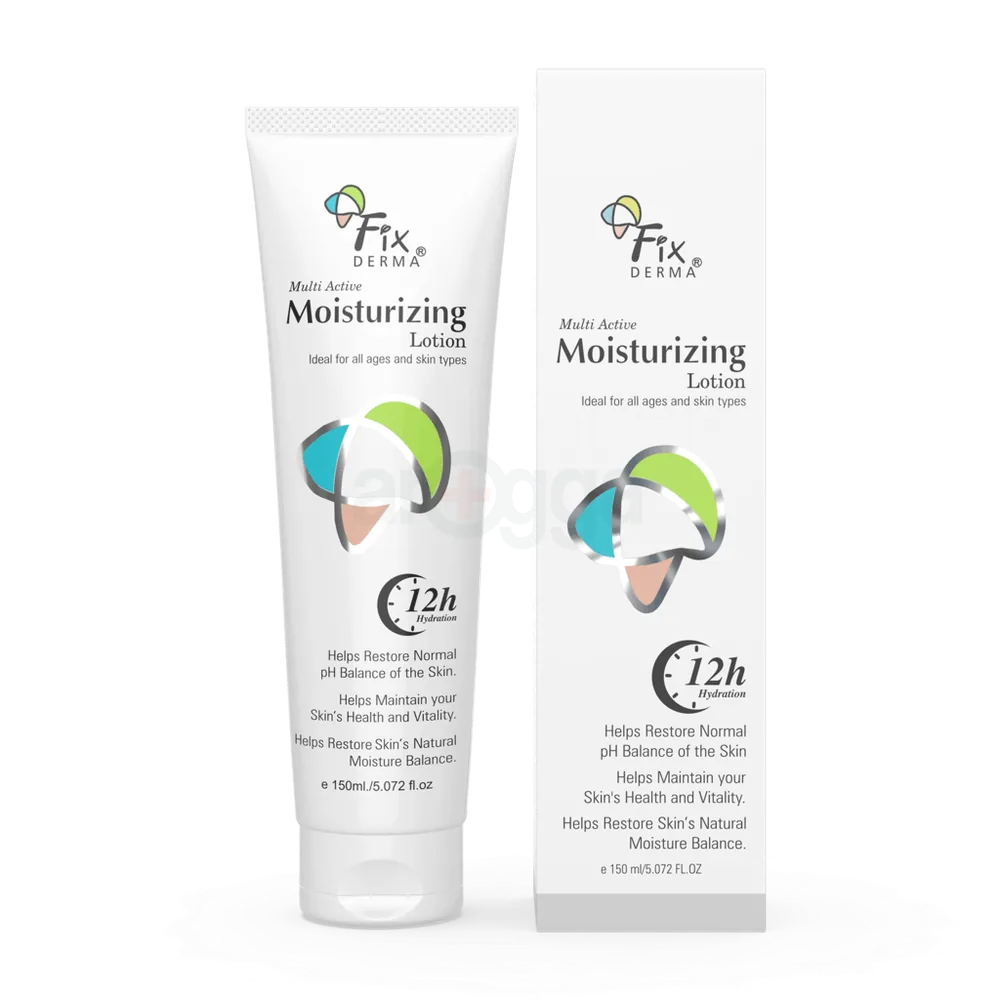 Fix
DERMA®
Multi Active
Moisturizing
Lotion
Ideal for all ages and skin types
12h
Hydration
Helps Restore Normal
pH Balance of the Skin.
Helps Maintain your
Skin's Health and Vitality.
Helps Restore Skin's Natural
Moisture Balance.
e 150ml./5.072 fl.oz
Fix
DERMA®
Multi Active
Moisturizing
Lotion
Ideal for all ages and skin types
12h
Hydration
Helps Restore Normal
pH Balance of the Skin
Helps Maintain your
Skin's Health and Vitality.
Helps Restore Skin's Natural
Moisture Balance.
e 150 ml/5.072 FL.OZ
arogga